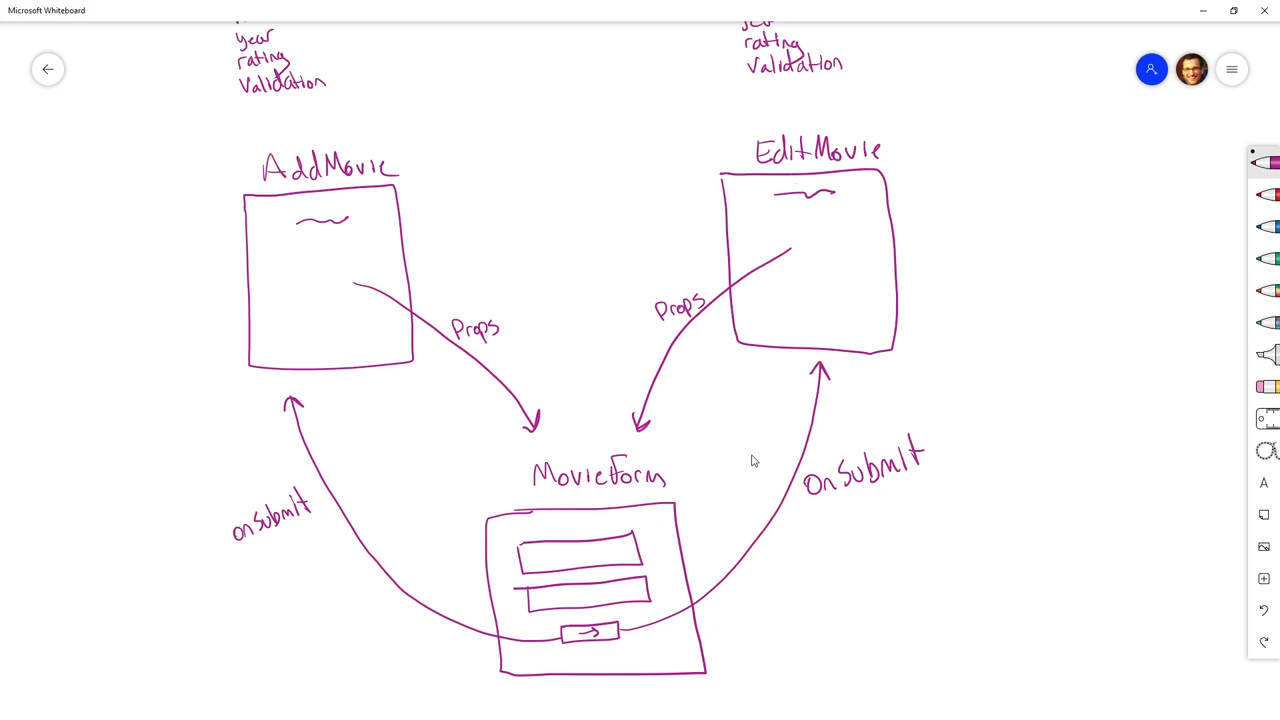 Microsoft Whiteboard
year
rating
Validation
rating
Validation
AddMovie
EditMovie
Props
Props
MovieForm
onSubmit
onSubmit
A